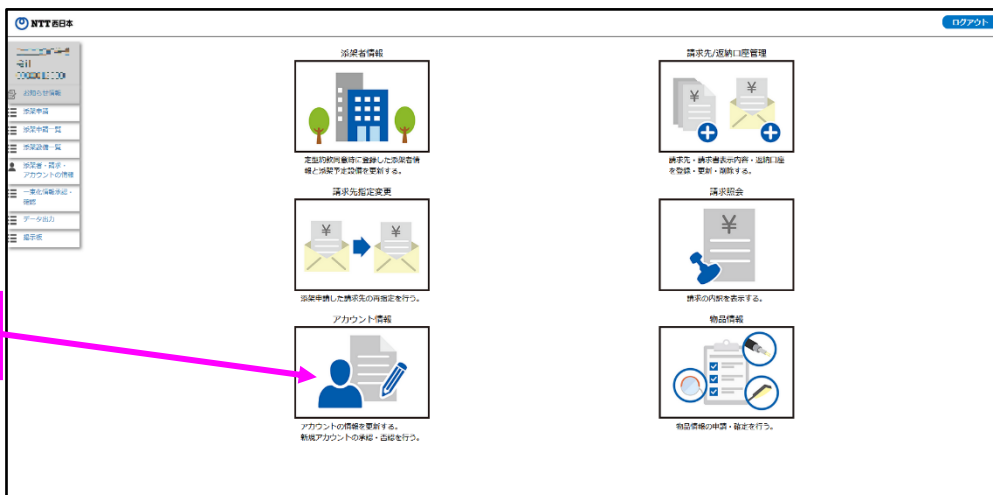 NTT西日本
ログアウト
お知らせ情報
添架申請
添架申請一覧
添架設備一覧
添架者・請求・
アカウントの情報
一束化情報承認・
確認
データ出力
掲示板
添架者情報
定型約款同意時に登録した添架者情
報と添架予定設備を更新する。
請求先/返納口座管理
請求先・請求書表示内容・返納口座
を登録・更新・削除する。
請求先指定変更
添架申請した請求先の再指定を行う。
請求照会
請求の内訳を表示する。
アカウント情報
アカウントの情報を更新する。
新規アカウントの承認・否認を行う。
物品情報
物品情報の申請・確定を行う。